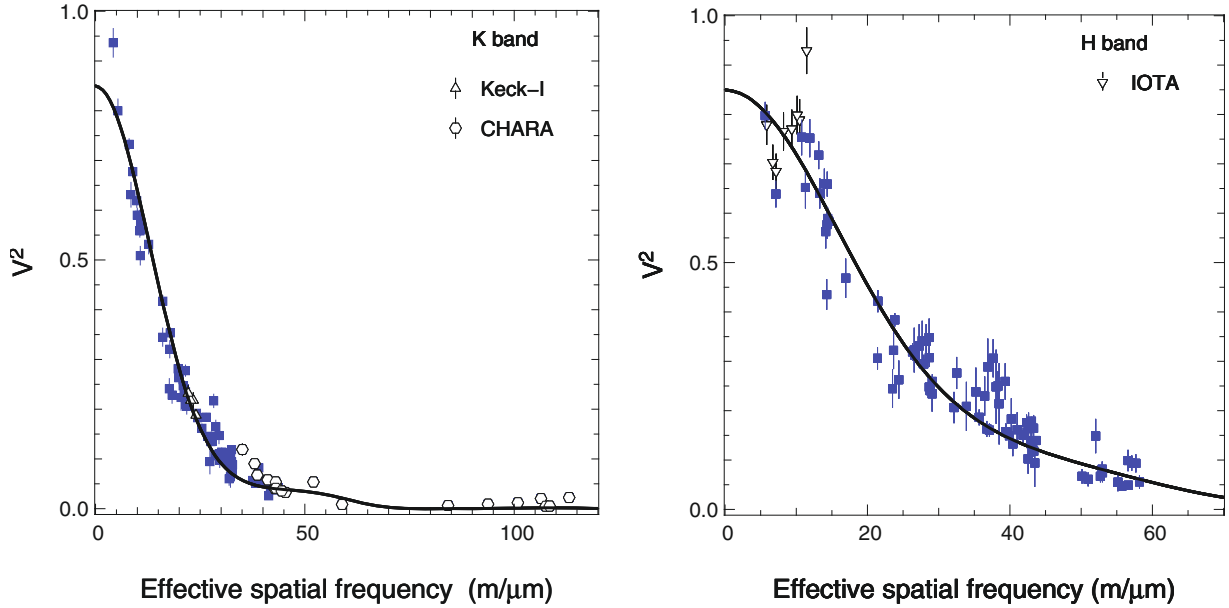 1.0
K band
Keck-I
CHARA
V²
0.5
0.0
0
50
100
Effective spatial frequency (m/μm)
1.0
H band
IOTA
V²
0.5
0.0
0
20
40
60
Effective spatial frequency (m/μm)